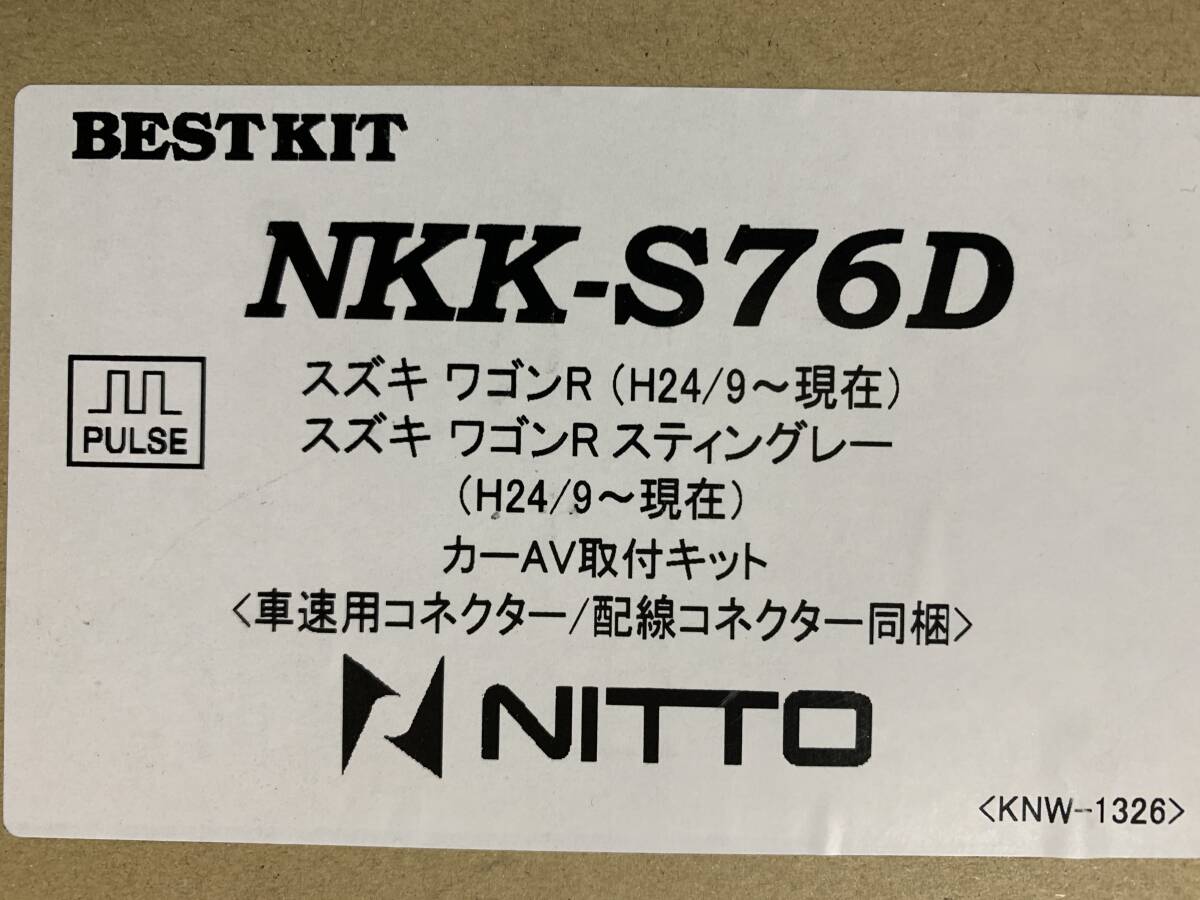 BESTKIT
NKK-S76D
スズキ ワゴンR (H24/9～現在)
PULSE
スズキ ワゴンR スティングレー
(H24/9～現在)
カーAV取付キット
<車速用コネクター/配線コネクター同梱>
NITTO
<KNW-1326>